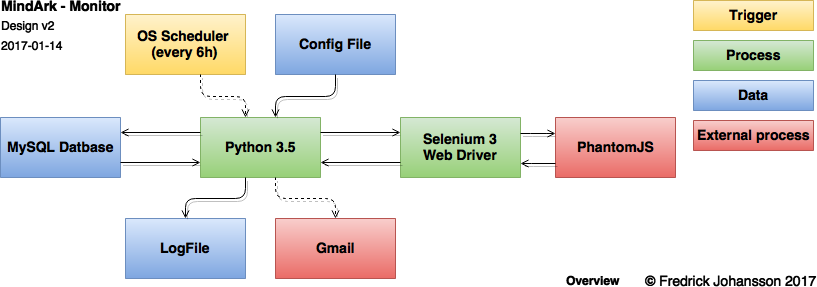 MindArk - Monitor
Design v2
2017-01-14
OS Scheduler
(every 6h)
Config File
Trigger
Process
Data
External process
MySQL Datbase
Python 3.5
Selenium 3
Web Driver
PhantomJS
LogFile
Gmail
Overview
© Fredrick Johansson 2017